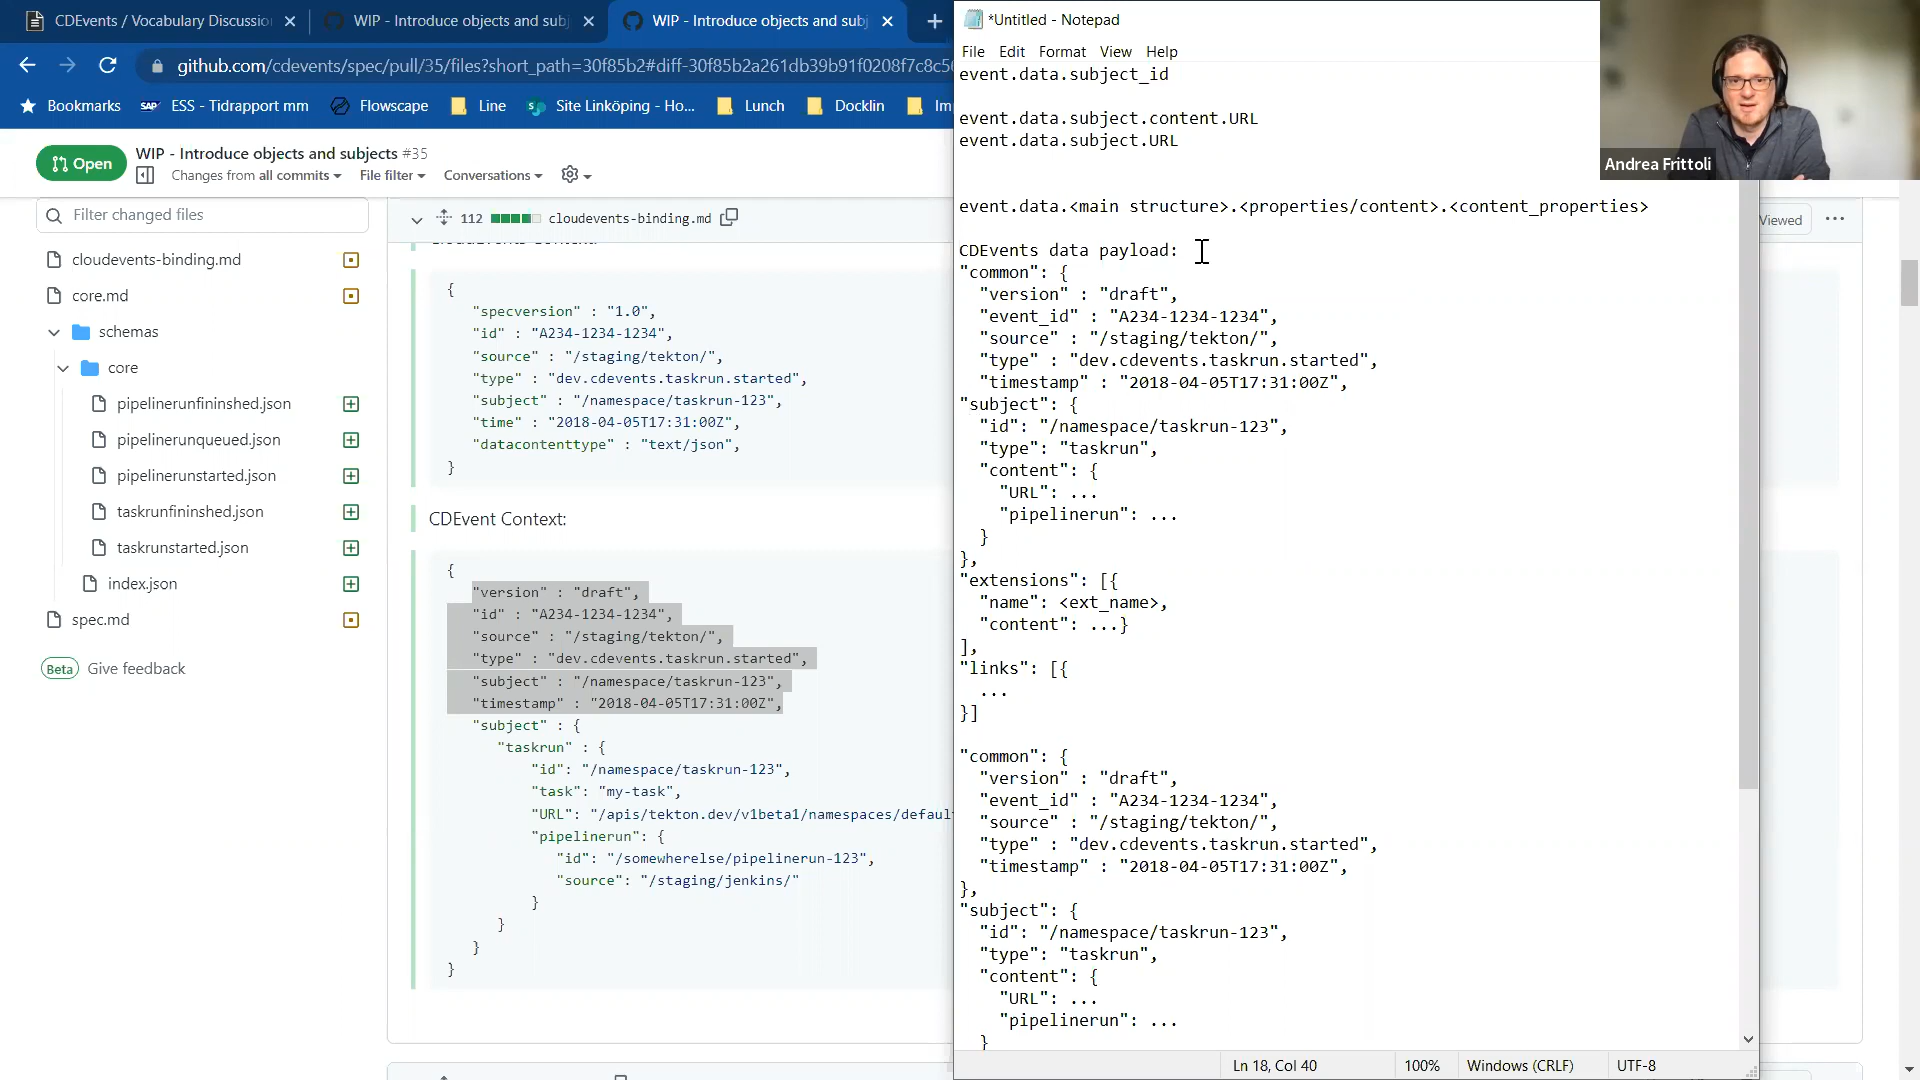 CDEvents / Vocabulary Discussion
WIP - Introduce objects and subj
WIP - Introduce objects and subj
github.com/cdevents/spec/pull/35/files?short_path=30f85b2#diff-30f85b2a261db39b91f0208f7c8c5
Bookmarks
SAP ESS - Tidrapport mm
Flowscape
Line
Site Linköping - Ho...
Lunch
Docklin
Open
WIP - Introduce objects and subjects #35
Changes from all commits
File filter
Conversations
Filter changed files
cloudevents-binding.md
core.md
schemas
core
pipelinerunfininshed.json
pipelinerunqueued.json
pipelinerunstarted.json
taskrunfininshed.json
taskrunstarted.json
index.json
spec.md
Beta Give feedback
112 cloudevents-binding.md
Viewed
{
"specversion" : "1.0",
"id" : "A234-1234-1234",
"source" : "/staging/tekton/",
"type" : "dev.cdevents.taskrun.started",
"subject" : "/namespace/taskrun-123",
"time" : "2018-04-05T17:31:00Z",
"datacontenttype" : "text/json",
}
CDEvent Context:
{
"version" : "draft",
"id" : "A234-1234-1234",
"source" : "/staging/tekton/",
"type" : "dev.cdevents.taskrun.started",
"subject" : "/namespace/taskrun-123",
"timestamp" : "2018-04-05T17:31:00Z",
"subject" : {
"taskrun" : {
"id": "/namespace/taskrun-123",
"task": "my-task",
"URL": "/apis/tekton.dev/v1beta1/namespaces/defaul
"pipelinerun": {
"id": "/somewherelse/pipelinerun-123",
"source": "/staging/jenkins/"
}
}
}
}
*Untitled - Notepad
File Edit Format View Help
event.data.subject_id
event.data.subject.content.URL
event.data.subject.URL
event.data.<main structure>.<properties/content>.<content_properties>
CDEvents data payload:
"common": {
"version" : "draft",
"event_id" : "A234-1234-1234",
"source" : "/staging/tekton/",
"type" : "dev.cdevents.taskrun.started",
"timestamp" : "2018-04-05T17:31:00Z",
"subject": {
"id": "/namespace/taskrun-123",
"type": "taskrun",
"content": {
"URL": ...
"pipelinerun": ...
}
},
"extensions": [{
"name": <ext_name>,
"content": ...}
],
"links": [{
...
}]
"common": {
"version" : "draft",
"event_id" : "A234-1234-1234",
"source" : "/staging/tekton/",
"type" : "dev.cdevents.taskrun.started",
"timestamp" : "2018-04-05T17:31:00Z",
},
"subject": {
"id": "/namespace/taskrun-123",
"type": "taskrun",
"content": {
"URL": ...
"pipelinerun": ...
}
Ln 18, Col 40
100%
Windows (CRLF)
UTF-8
Andrea Frittoli